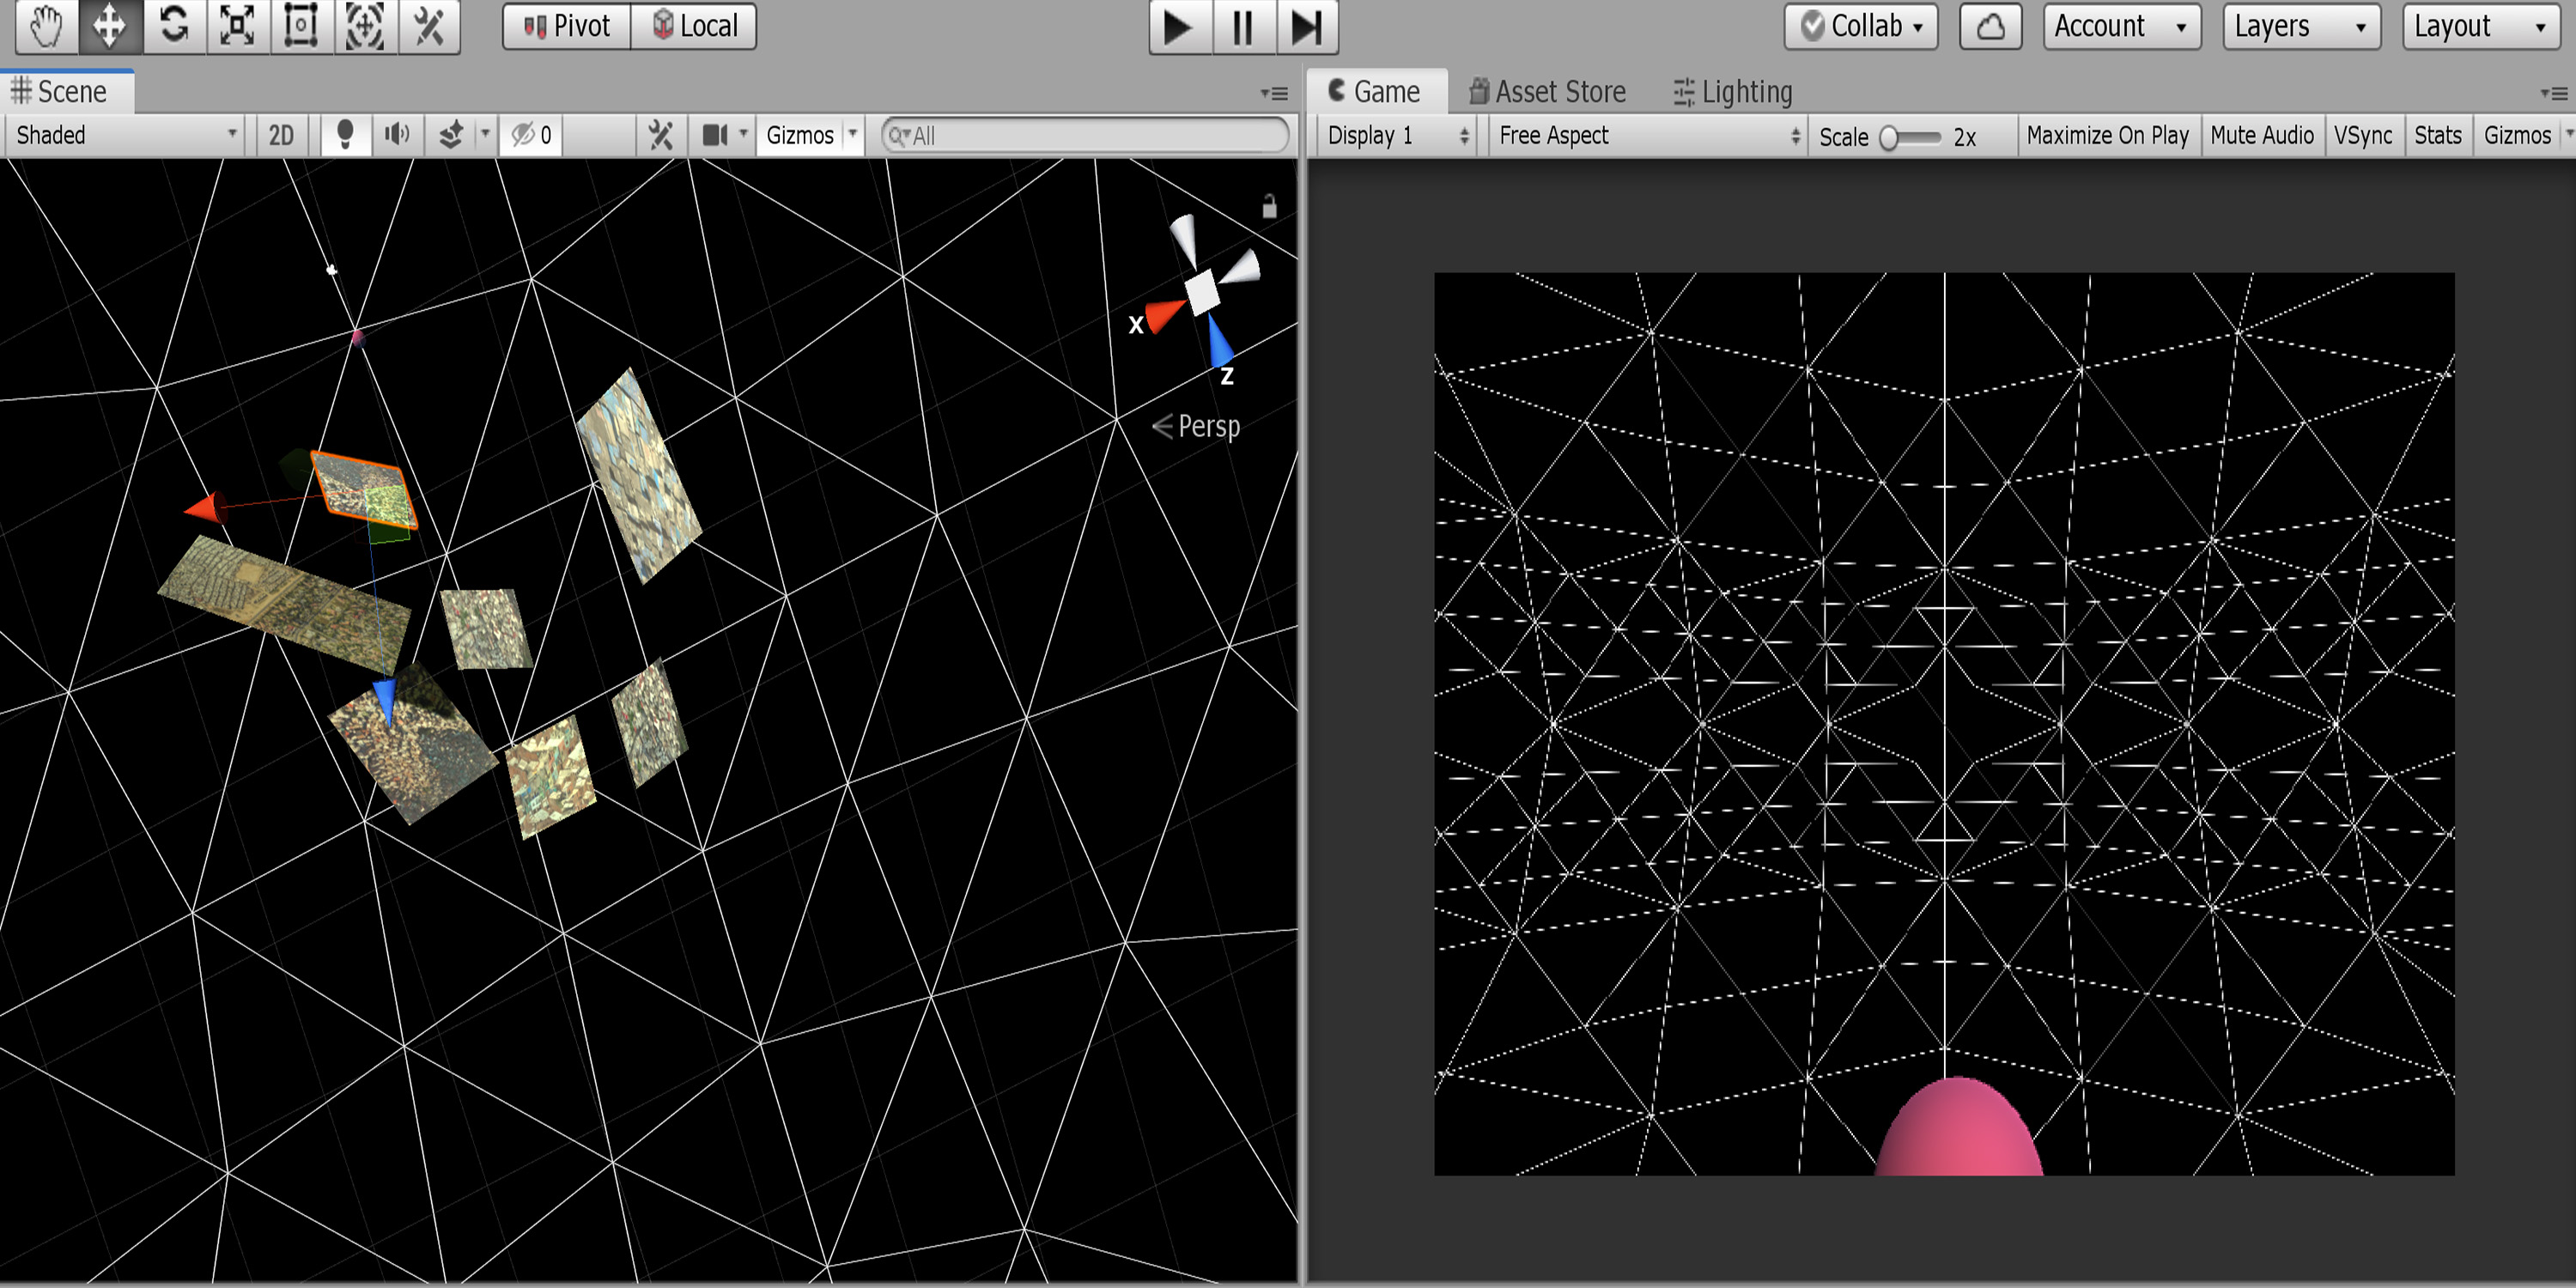 Pivot Local Collab Account Layers Layout
Scene
Game Asset Store Lighting
Shaded 2D 0 Gizmos All
Display 1 Free Aspect Scale 2x Maximize On Play Mute Audio VSync Stats Gizmos
X
Z
Persp